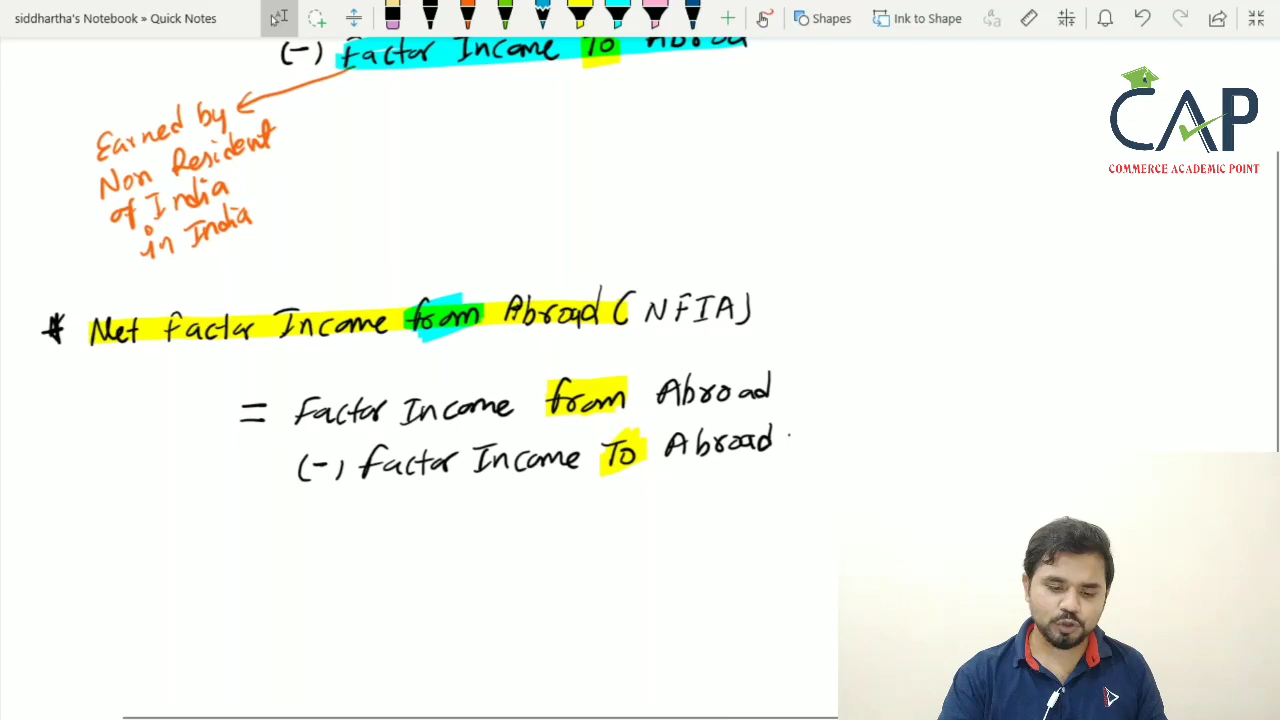 siddhartha's Notebook » Quick Notes
Shapes
Ink to Shape
(-) Factor Income To Abroad
Earned by
Non Resident
of India
in India
CAP
COMMERCE ACADEMIC POINT
* Net factor Income from Abroad (NFIA)
= Factor Income from Abroad
(-) factor Income To Abroad